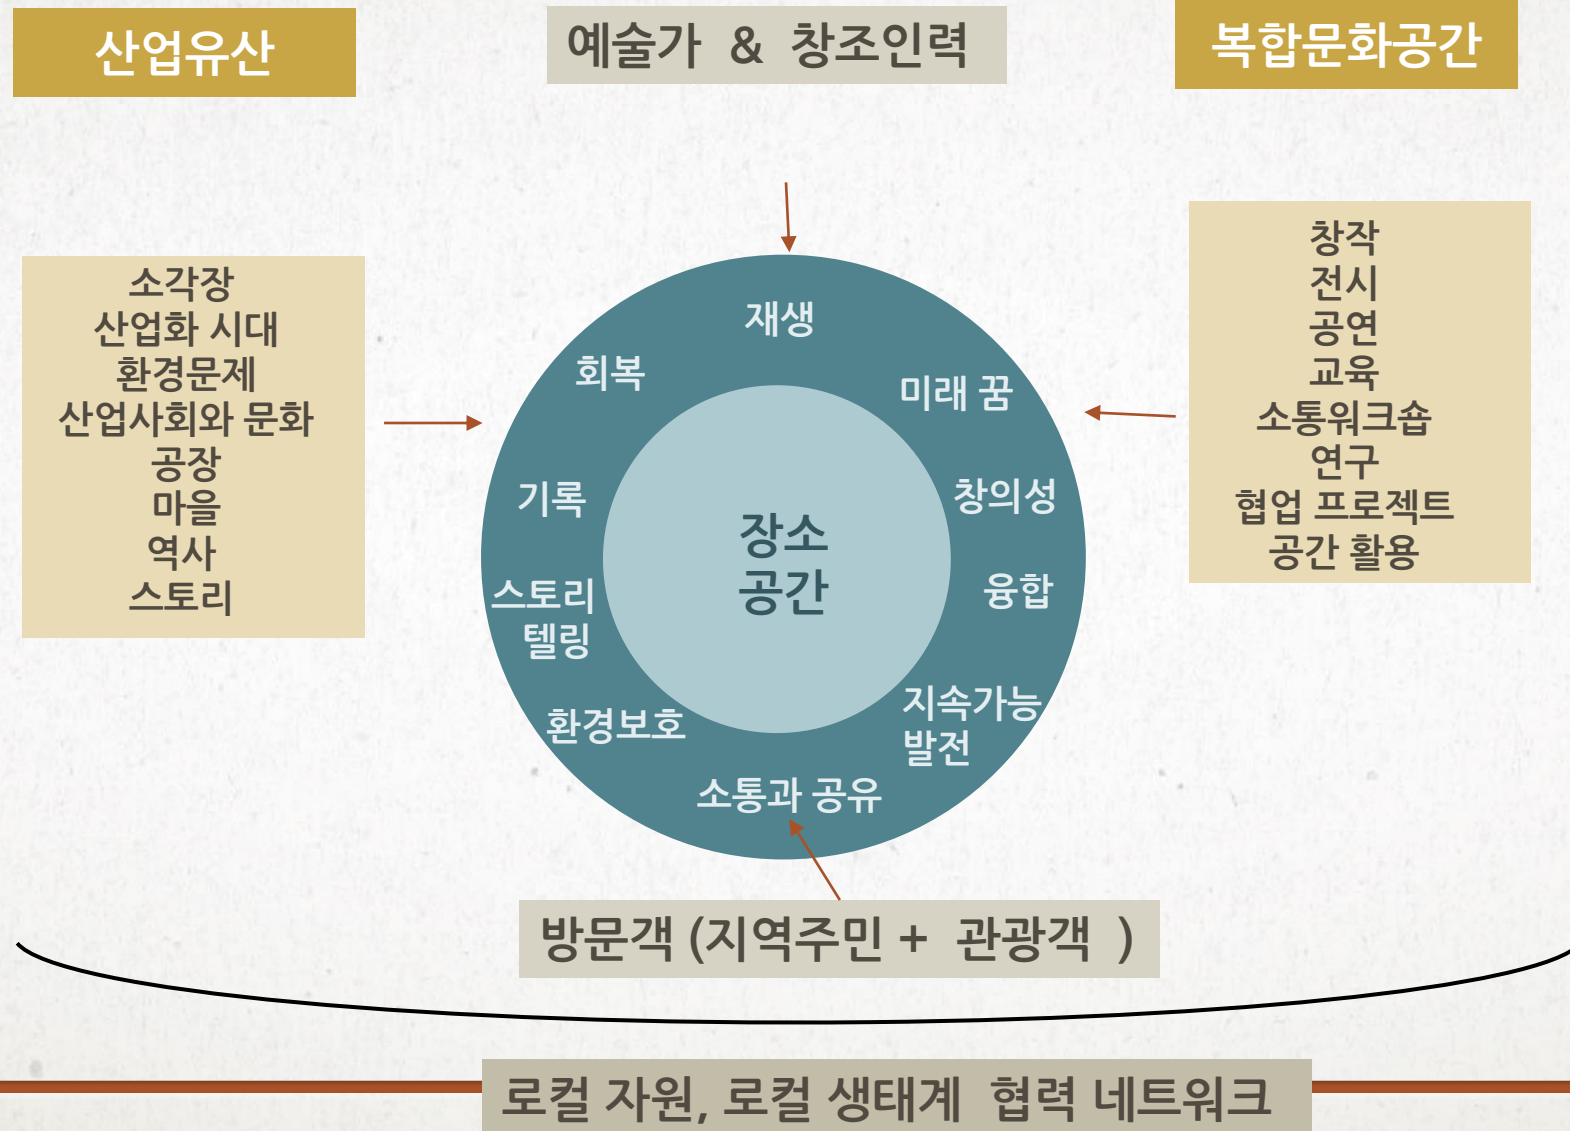 산업유산
예술가 & 창조인력
복합문화공간
소각장
산업화 시대
환경문제
산업사회와 문화
공장
마을
역사
스토리
재생
회복
미래 꿈
기록
창의성
장소
공간
스토리
텔링
융합
환경보호
지속가능
발전
소통과 공유
창작
전시
공연
교육
소통워크숍
연구
협업 프로젝트
공간 활용
방문객 (지역주민 + 관광객 )
로컬 자원, 로컬 생태계 협력 네트워크